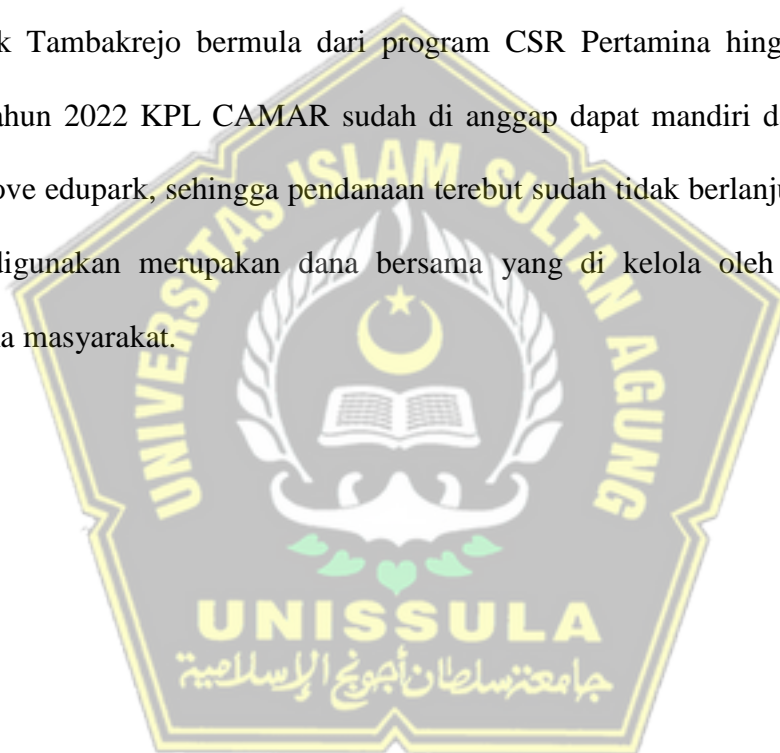 k Tambakrejo bermula dari program CSR Pertamina hing
ahun 2022 KPL CAMAR sudah di anggap dapat mandiri d
ove edupark, sehingga pendanaan terebut sudah tidak berlanju
digunakan merupakan dana bersama yang di kelola oleh
a masyarakat.
UNIVERSITAS ISLAM SULTAN AGUNG
UNISSULA
جامعة سلطان أجونج الإسلامية